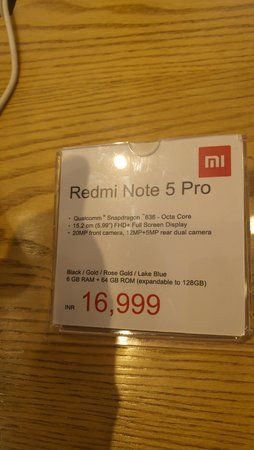 mi
Redmi Note 5 Pro
• Qualcomm® Snapdragon™636 - Octa Core
• 15.2 cm (5.99") FHD+ Full Screen Display
• 20MP front camera, 12MP+5MP rear dual camera
Black / Gold / Rose Gold / Lake Blue
6 GB RAM + 64 GB ROM (expandable to 128GB)
INR 16,999